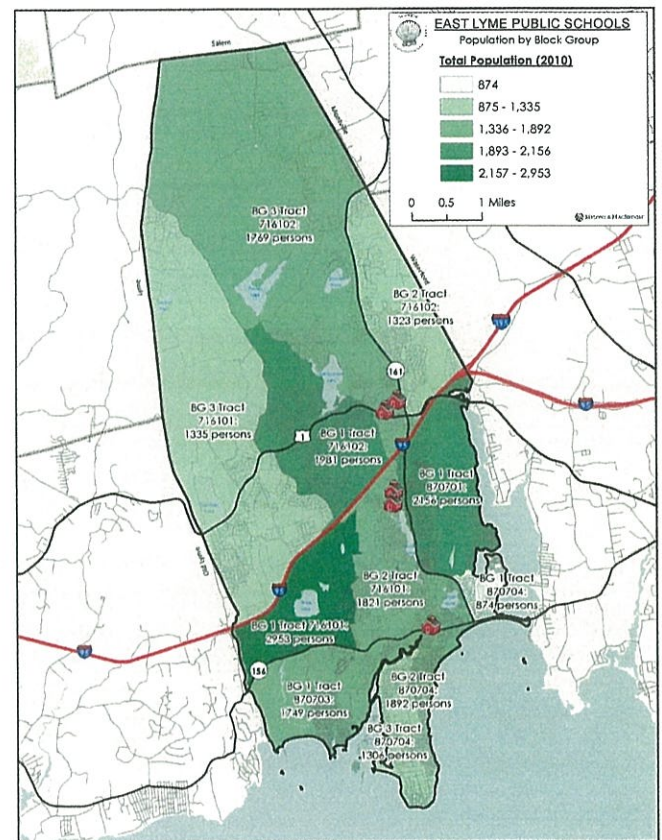 EAST LYME PUBLIC SCHOOLS
Population by Block Group
Total Population (2010)
874
875 - 1,335
1,336 - 1,892
1,893 - 2,156
2,157 - 2,953
0 0.5 1 Miles
Salem
Montville
BG 3 Tract
716102:
1769 persons
Lyme
Waterford
BG 2 Tract
716102:
1323 persons
161
BG 3 Tract
716101:
1335 persons
1
BG 1 Tract
716102:
1981 persons
95
BG 1 Tract
870701:
2156 persons
Old Lyme
95
BG 2 Tract
716101:
1821 persons
BG 1 Tract
870704:
874 persons
BG 1 Tract 716101:
2953 persons
95
156
BG 1 Tract
870703:
1749 persons
BG 2 Tract
870704:
1892 persons
BG 3 Tract
870704:
1306 persons